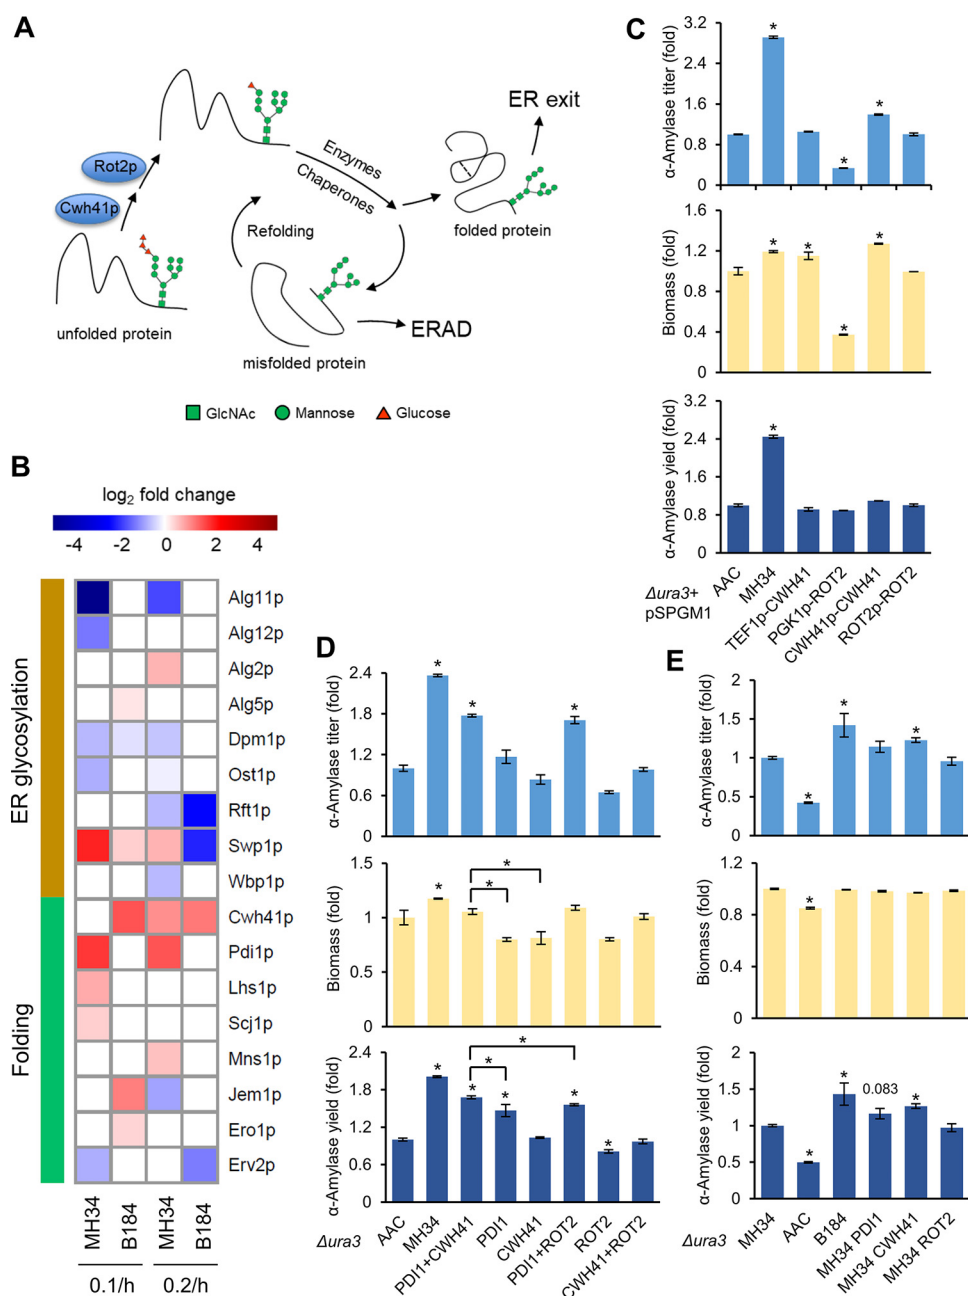 A
Rot2p
Cwh41p
Enzymes
Chaperones
ER exit
Refolding
folded protein
unfolded protein
ERAD
misfolded protein
GlcNAc
Mannose
Glucose
B
log2 fold change
-4 -2 0 2 4
ER glycosylation
Folding
Alg11p
Alg12p
Alg2p
Alg5p
Dpm1p
Ost1p
Rft1p
Swp1p
Wbp1p
Cwh41p
Pdi1p
Lhs1p
Scj1p
Mns1p
Jem1p
Ero1p
Erv2p
MH34 B184 MH34 B184
0.1/h 0.2/h
C
α-Amylase titer (fold)
3.2
2.4
1.6
0.8
0
*
*
*
Biomass (fold)
1.6
1.2
0.8
0.4
0
*
*
*
*
α-Amylase yield (fold)
3.2
2.4
1.6
0.8
0
*
Δura3+
pSPGM1
AAC
MH34
TEF1p-CWH41
PGK1p-ROT2
CWH41p-CWH41
ROT2p-ROT2
D
α-Amylase titer (fold)
2.4
1.8
1.2
0.6
0
*
*
*
Biomass (fold)
1.5
1
0.5
0
*
*
*
α-Amylase yield (fold)
2.4
1.8
1.2
0.6
0
*
*
*
*
*
*
*
Δura3
AAC
MH34
PDI1+CWH41
PDI1
CWH41
PDI1+ROT2
ROT2
CWH41+ROT2
E
α-Amylase titer (fold)
2
1.5
1
0.5
0
*
*
*
Biomass (fold)
1.2
0.8
0.4
0
*
α-Amylase yield (fold)
2
1.5
1
0.5
0
*
*
0.083
*
Δura3
MH34
AAC
B184
MH34 PDI1
MH34 CWH41
MH34 ROT2